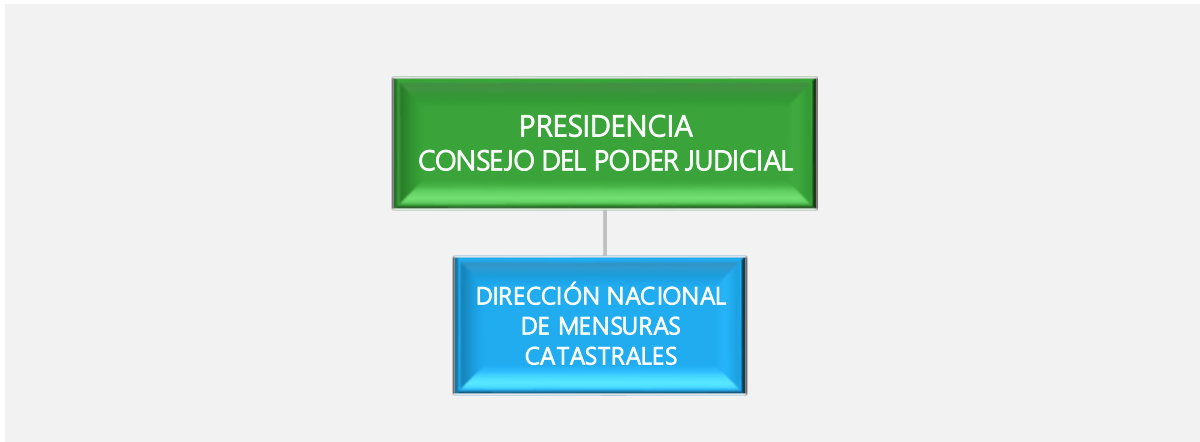 PRESIDENCIA
CONSEJO DEL PODER JUDICIAL
DIRECCIÓN NACIONAL
DE MENSURAS
CATASTRALES